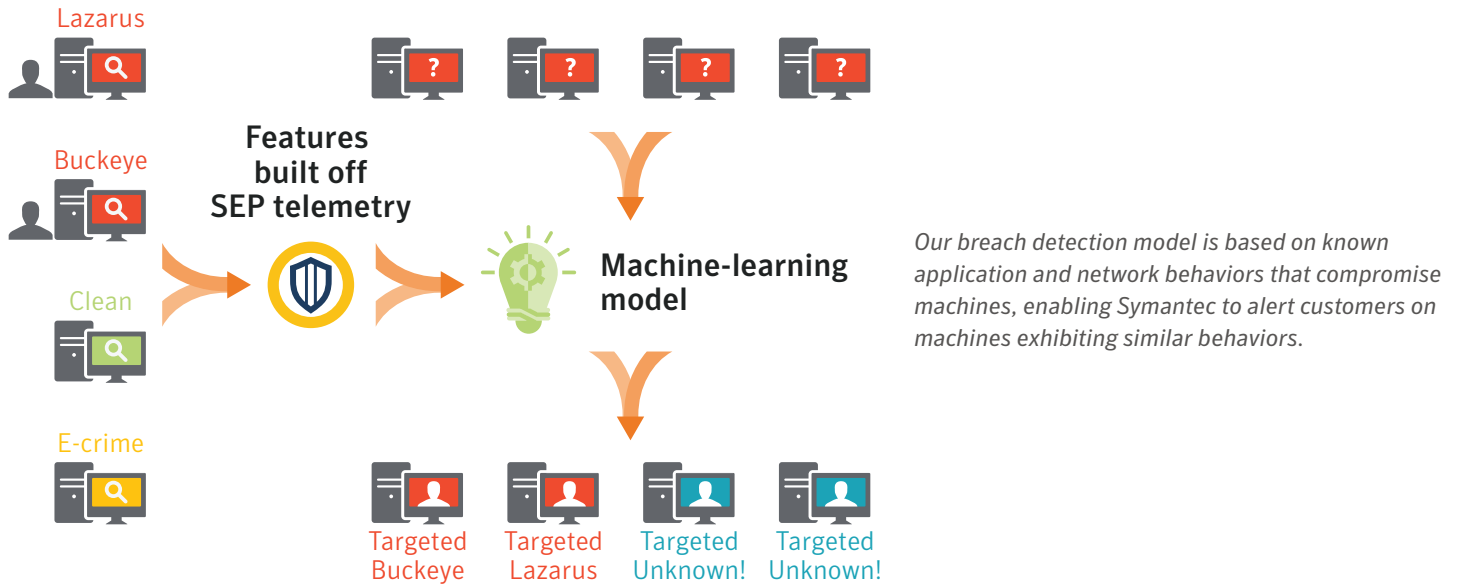 Lazarus
?
?
?
?
Features
built off
SEP telemetry
Buckeye
Clean
E-crime
Machine-learning
model
Our breach detection model is based on known
application and network behaviors that compromise
machines, enabling Symantec to alert customers on
machines exhibiting similar behaviors.
Targeted
Buckeye
Targeted
Lazarus
Targeted
Unknown!
Targeted
Unknown!